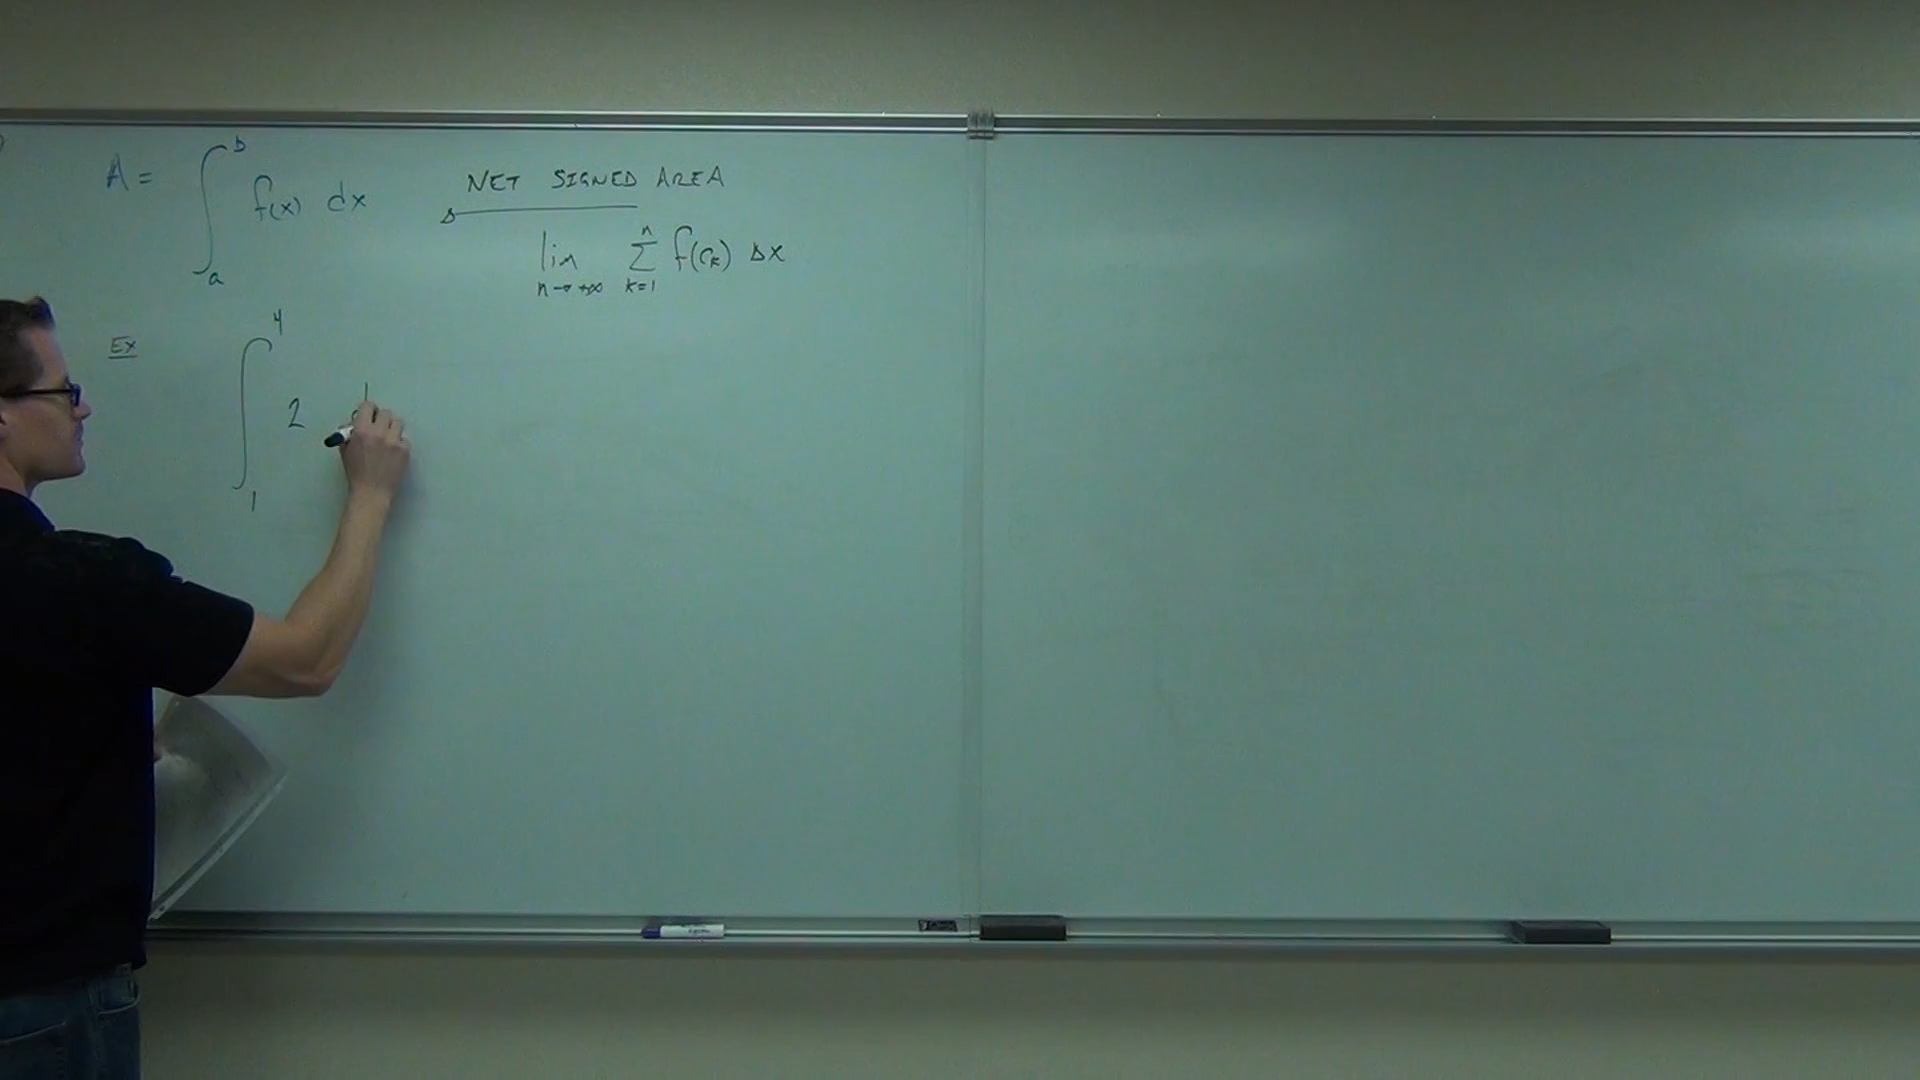 A = ∫_a^b f(x) dx NET SIGNED AREA
lim_{n→+∞} Σ_{k=1}^{n} f(c_k) Δx
Ex ∫_1^4 2 d